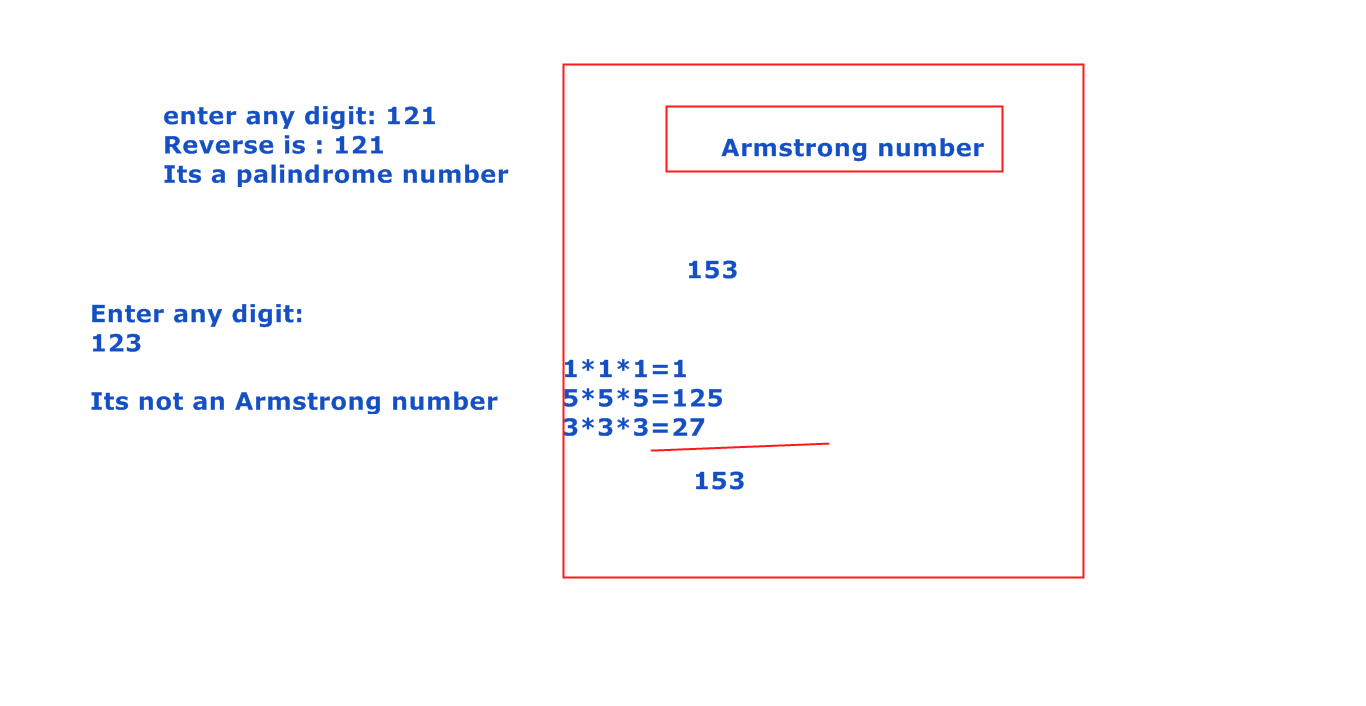 enter any digit: 121
Reverse is : 121
Its a palindrome number
Enter any digit:
123
Its not an Armstrong number
Armstrong number
153
1*1*1=1
5*5*5=125
3*3*3=27
153